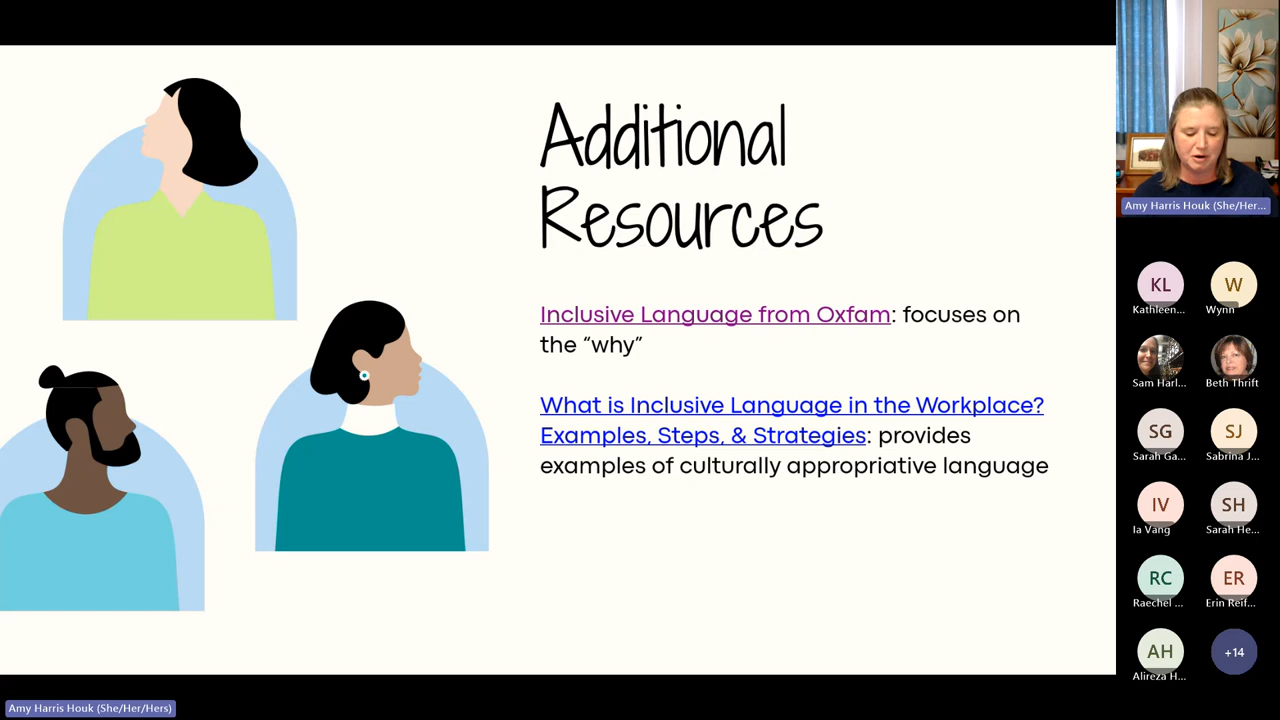 Additional
Resources
Inclusive Language from Oxfam: focuses on
the “why”
What is Inclusive Language in the Workplace?
Examples, Steps, & Strategies: provides
examples of culturally appropriative language
Amy Harris Houk (She/Her...
KL
W
Kathleen...
Wynn
Sam Harl...
Beth Thrift
SG
SJ
Sarah Ga...
Sabrina J...
IV
SH
Ia Vang
Sarah He...
RC
ER
Raechel ...
Erin Reif...
AH
+14
Alireza H...
Amy Harris Houk (She/Her/Hers)